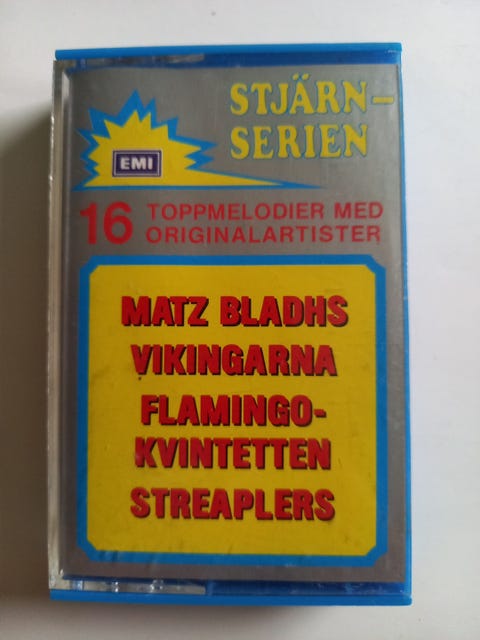 STJÄRN-
SERIEN
EMI
16 TOPPMELODIER MED
ORIGINALARTISTER
MATZ BLADHS
VIKINGARNA
FLAMINGO-
KVINTETTEN
STREAPLERS